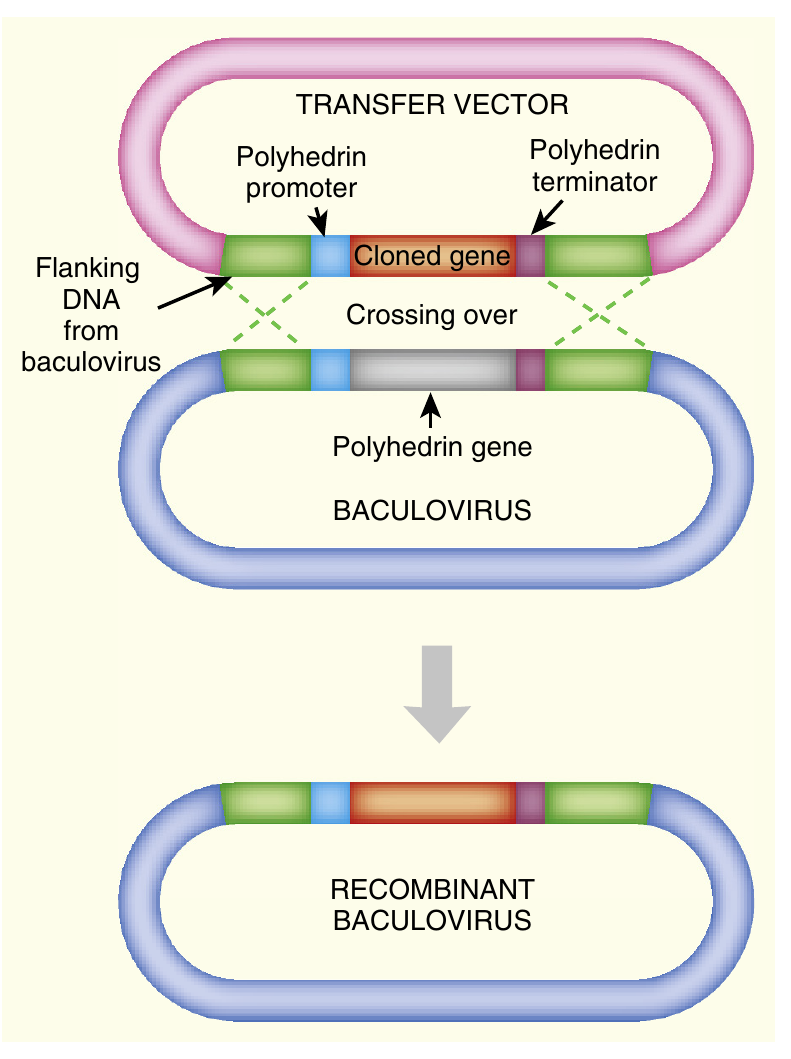 TRANSFER VECTOR
Polyhedrin
promoter
Polyhedrin
terminator
Cloned gene
Flanking
DNA
from
baculovirus
Crossing over
Polyhedrin gene
BACULOVIRUS
RECOMBINANT
BACULOVIRUS